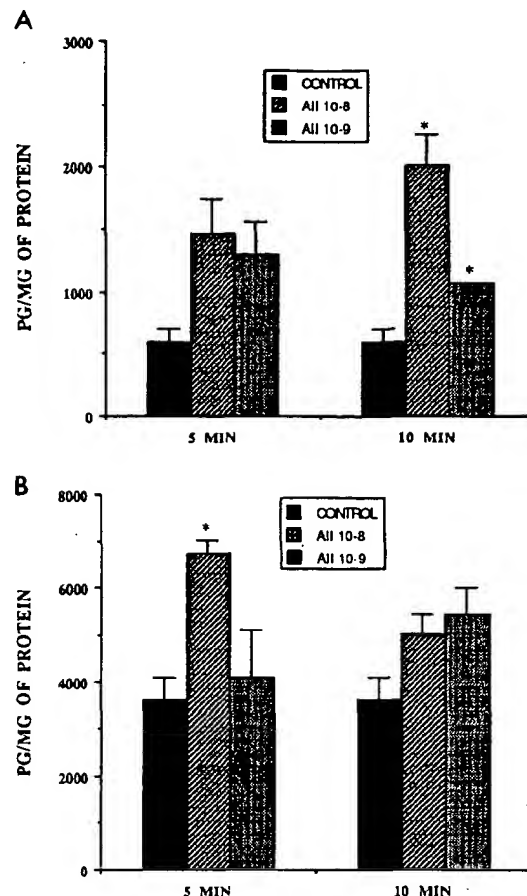 A
3000
2000
1000
0
PG/MG OF PROTEIN
CONTROL
AII 10-8
AII 10-9
*
*
5 MIN
10 MIN
B
8000
6000
4000
2000
0
PG/MG OF PROTEIN
CONTROL
AII 10-8
AII 10-9
*
5 MIN
10 MIN